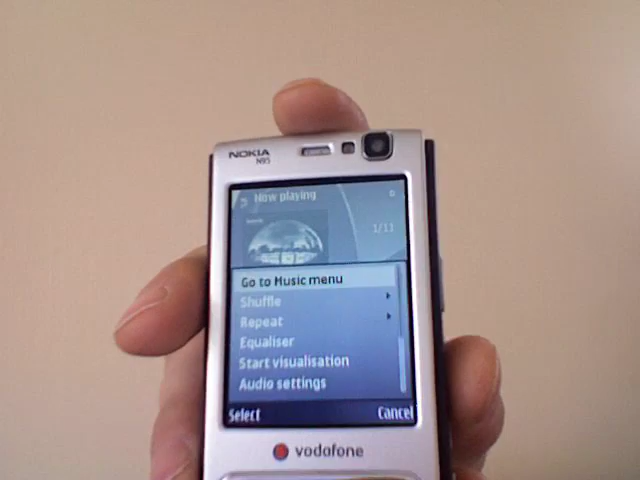 NOKIA
N95
Now playing
1/11
Go to Music menu
Shuffle
Repeat
Equaliser
Start visualisation
Audio settings
Select Cancel
vodafone